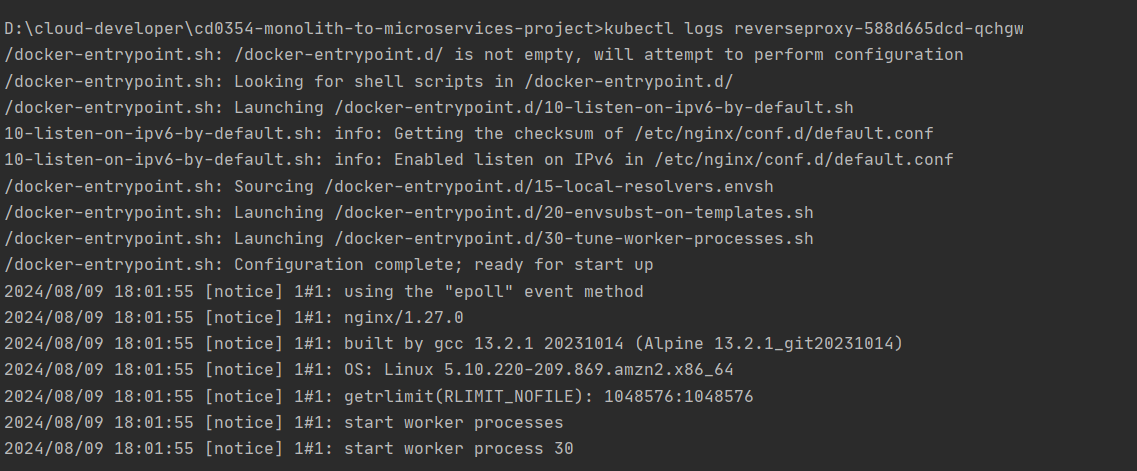 D:\cloud-developer\cd0354-monolith-to-microservices-project>kubectl logs reverseproxy-588d665dcd-qchgw
/docker-entrypoint.sh: /docker-entrypoint.d/ is not empty, will attempt to perform configuration
/docker-entrypoint.sh: Looking for shell scripts in /docker-entrypoint.d/
/docker-entrypoint.sh: Launching /docker-entrypoint.d/10-listen-on-ipv6-by-default.sh
10-listen-on-ipv6-by-default.sh: info: Getting the checksum of /etc/nginx/conf.d/default.conf
10-listen-on-ipv6-by-default.sh: info: Enabled listen on IPv6 in /etc/nginx/conf.d/default.conf
/docker-entrypoint.sh: Sourcing /docker-entrypoint.d/15-local-resolvers.envsh
/docker-entrypoint.sh: Launching /docker-entrypoint.d/20-envsubst-on-templates.sh
/docker-entrypoint.sh: Launching /docker-entrypoint.d/30-tune-worker-processes.sh
/docker-entrypoint.sh: Configuration complete; ready for start up
2024/08/09 18:01:55 [notice] 1#1: using the "epoll" event method
2024/08/09 18:01:55 [notice] 1#1: nginx/1.27.0
2024/08/09 18:01:55 [notice] 1#1: built by gcc 13.2.1 20231014 (Alpine 13.2.1_git20231014)
2024/08/09 18:01:55 [notice] 1#1: OS: Linux 5.10.220-209.869.amzn2.x86_64
2024/08/09 18:01:55 [notice] 1#1: getrlimit(RLIMIT_NOFILE): 1048576:1048576
2024/08/09 18:01:55 [notice] 1#1: start worker processes
2024/08/09 18:01:55 [notice] 1#1: start worker process 30